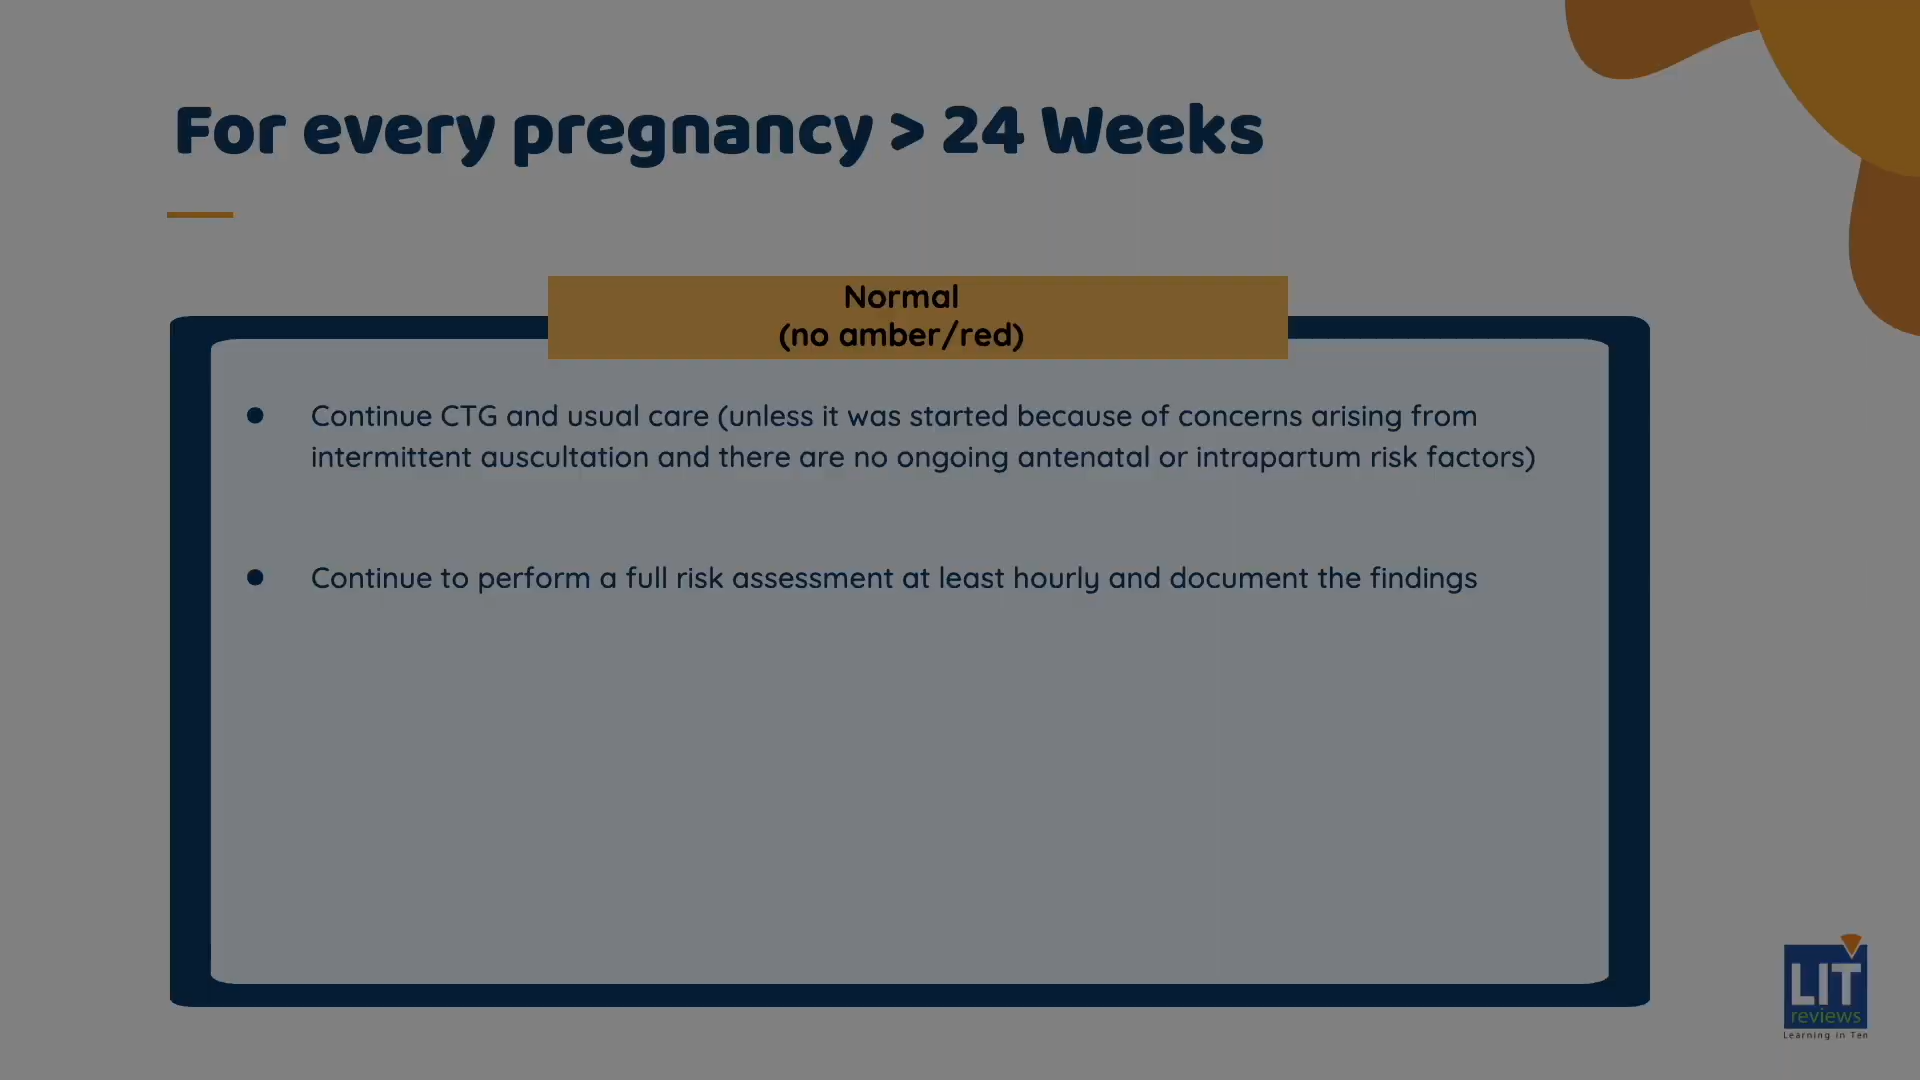 For every pregnancy > 24 Weeks
Normal
(no amber/red)
● Continue CTG and usual care (unless it was started because of concerns arising from
intermittent auscultation and there are no ongoing antenatal or intrapartum risk factors)
● Continue to perform a full risk assessment at least hourly and document the findings
LIT
reviews
Learning in Ten